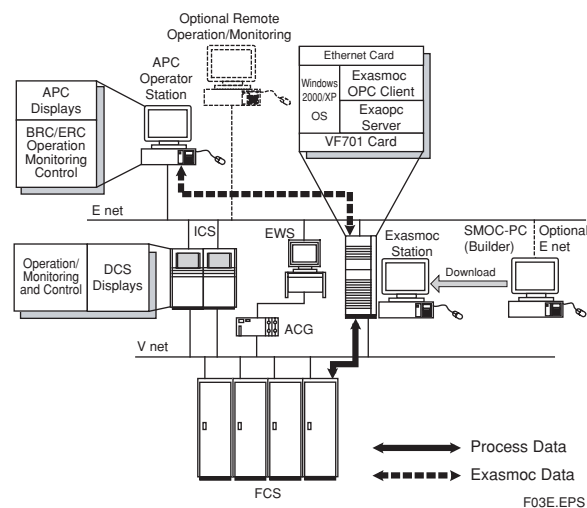 Optional Remote
Operation/Monitoring
APC
Operator
Station
APC
Displays
BRC/ERC
Operation
Monitoring
Control
Ethernet Card
Windows
2000/XP
OS
Exasmoc
OPC Client
Exaopc
Server
VF701 Card
E net
ICS
EWS
Exasmoc
Station
SMOC-PC
(Builder)
Optional
E net
Download
Operation/
Monitoring
and Control
DCS
Displays
ACG
V net
FCS
Process Data
Exasmoc Data
F03E.EPS